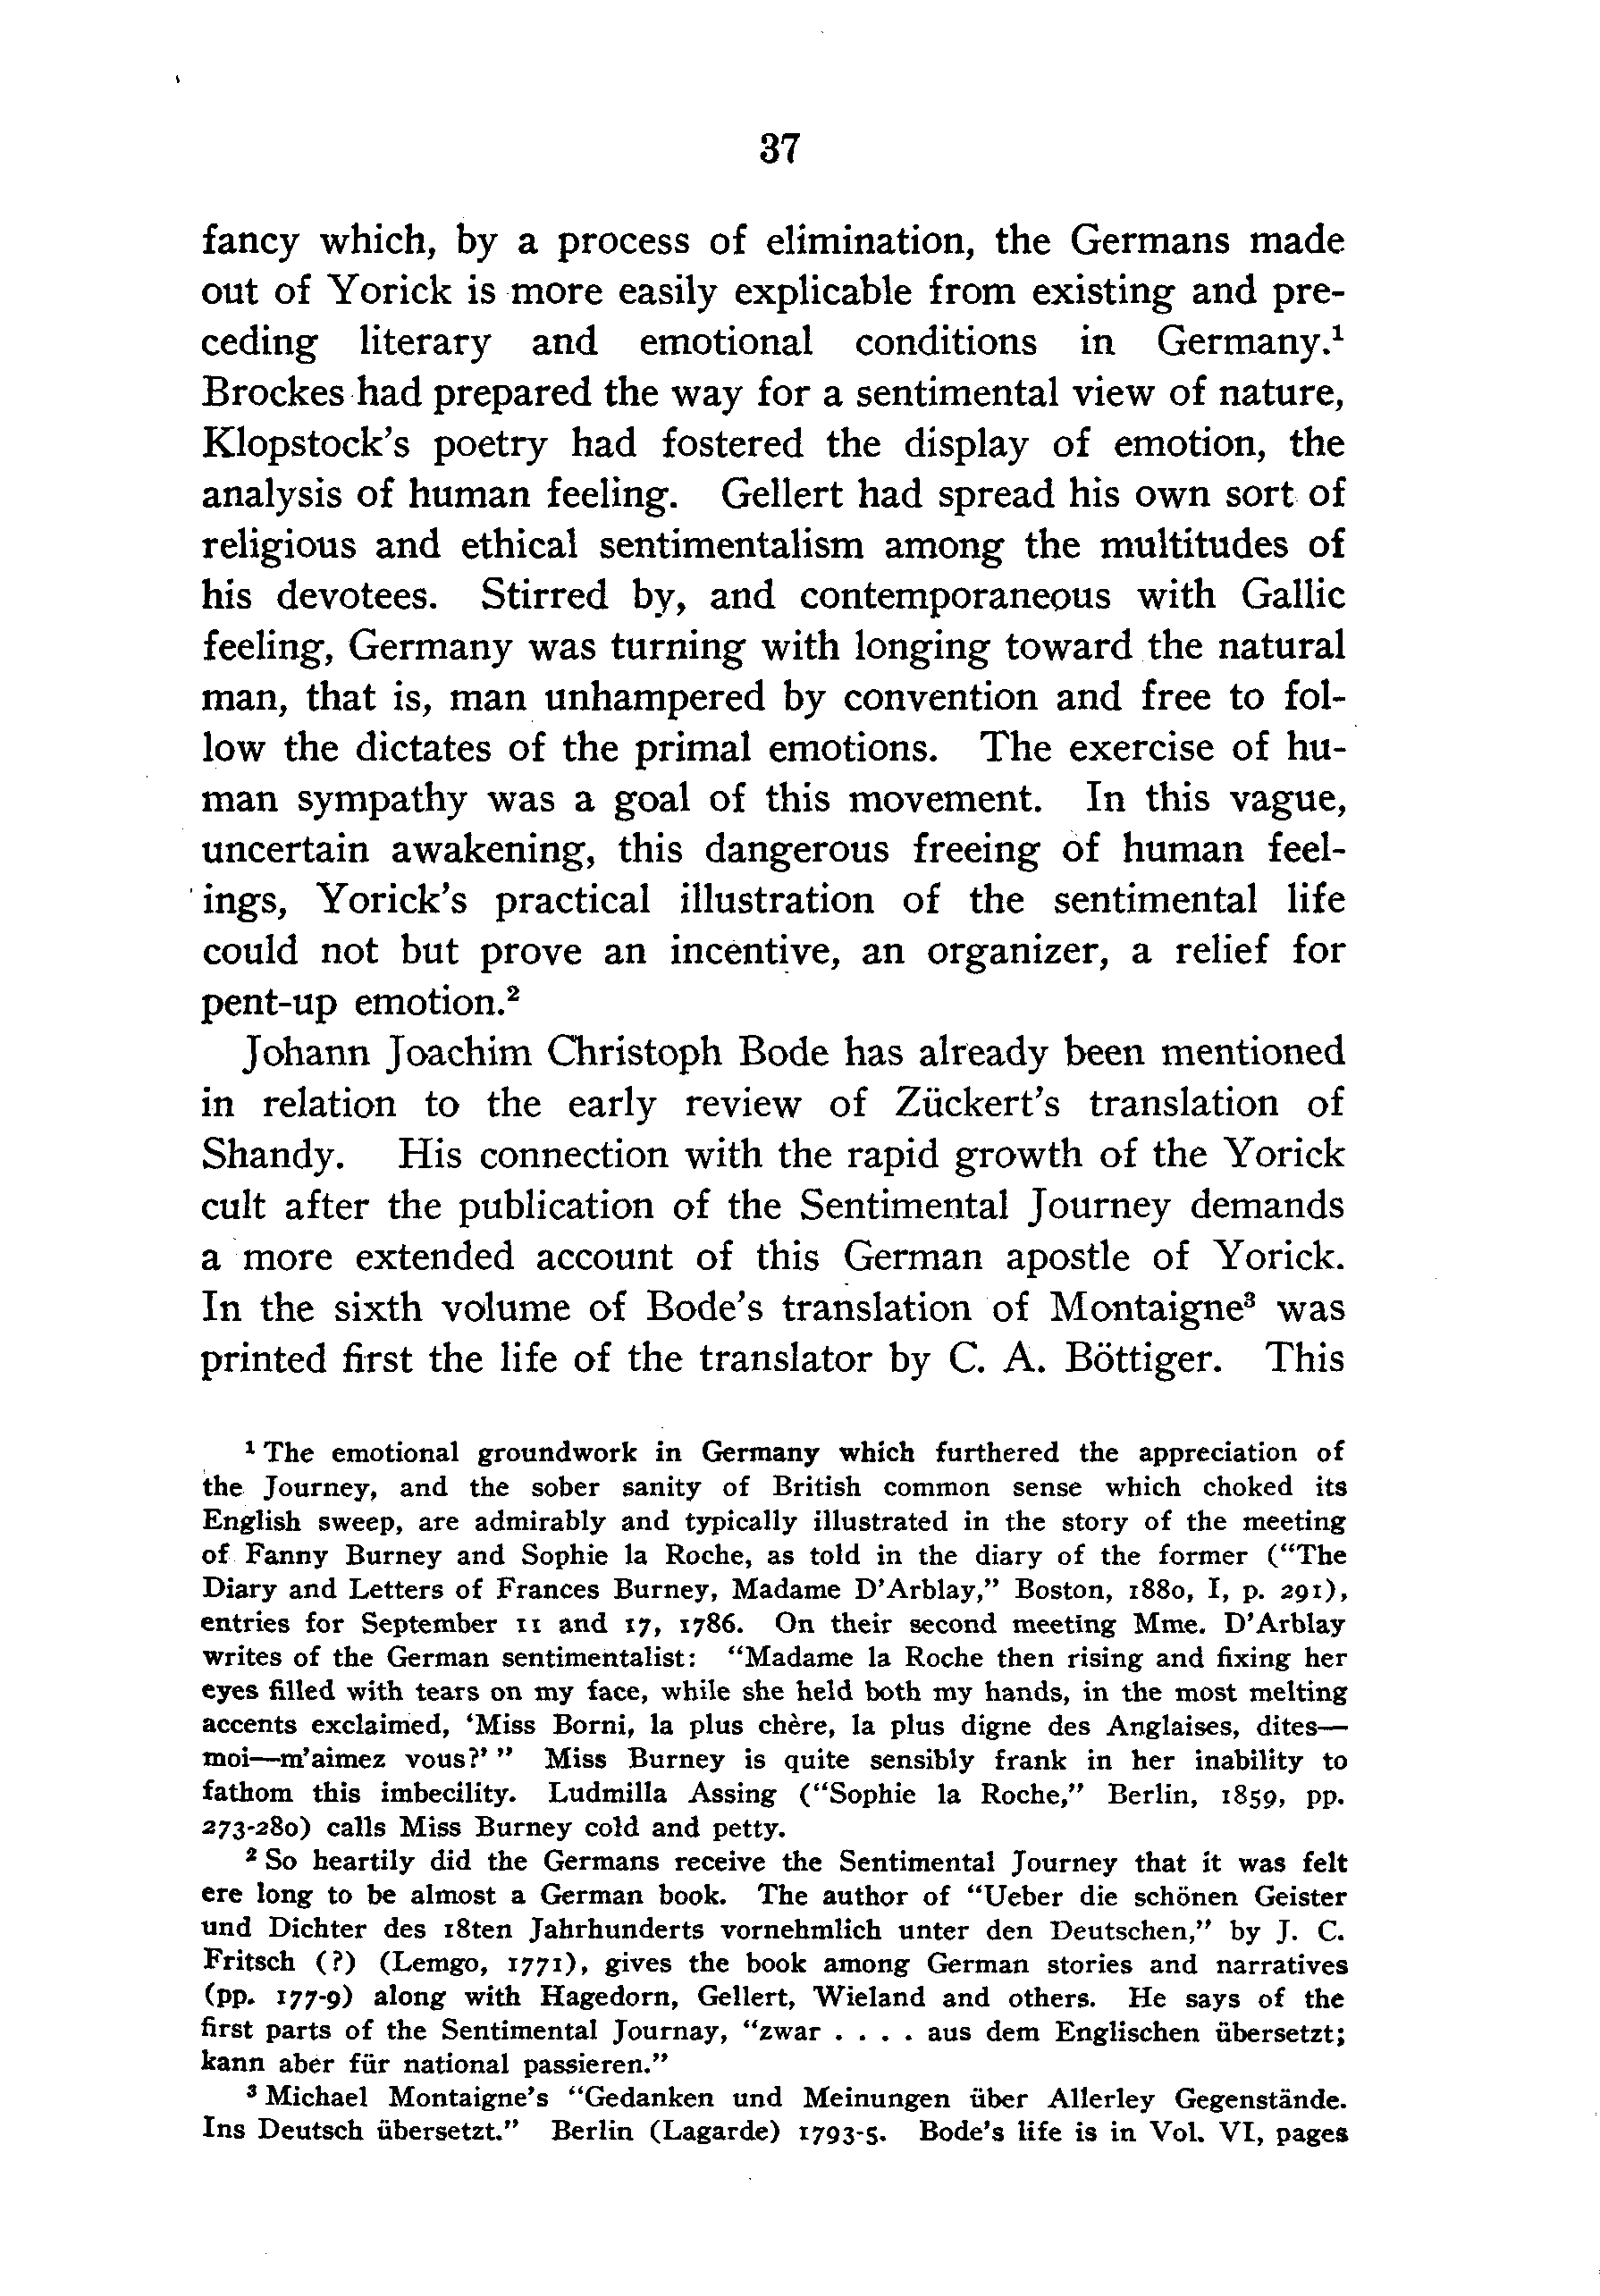 37
fancy which, by a process of elimination, the Germans made
out of Yorick is more easily explicable from existing and pre-
ceding literary and emotional conditions in Germany.¹
Brockes had prepared the way for a sentimental view of nature,
Klopstock's poetry had fostered the display of emotion, the
analysis of human feeling. Gellert had spread his own sort of
religious and ethical sentimentalism among the multitudes of
his devotees. Stirred by, and contemporaneous with Gallic
feeling, Germany was turning with longing toward the natural
man, that is, man unhampered by convention and free to fol-
low the dictates of the primal emotions. The exercise of hu-
man sympathy was a goal of this movement. In this vague,
uncertain awakening, this dangerous freeing of human feel-
ings, Yorick's practical illustration of the sentimental life
could not but prove an incentive, an organizer, a relief for
pent-up emotion.²
Johann Joachim Christoph Bode has already been mentioned
in relation to the early review of Zückert's translation of
Shandy. His connection with the rapid growth of the Yorick
cult after the publication of the Sentimental Journey demands
a more extended account of this German apostle of Yorick.
In the sixth volume of Bode's translation of Montaigne³ was
printed first the life of the translator by C. A. Böttiger. This
¹ The emotional groundwork in Germany which furthered the appreciation of
the Journey, and the sober sanity of British common sense which choked its
English sweep, are admirably and typically illustrated in the story of the meeting
of Fanny Burney and Sophie la Roche, as told in the diary of the former ("The
Diary and Letters of Frances Burney, Madame D'Arblay," Boston, 1880, I, p. 291),
entries for September 11 and 17, 1786. On their second meeting Mme. D'Arblay
writes of the German sentimentalist: "Madame la Roche then rising and fixing her
eyes filled with tears on my face, while she held both my hands, in the most melting
accents exclaimed, 'Miss Borni, la plus chère, la plus digne des Anglaises, dites—
moi—m'aimez vous?' " Miss Burney is quite sensibly frank in her inability to
fathom this imbecility. Ludmilla Assing ("Sophie la Roche," Berlin, 1859, pp.
273-280) calls Miss Burney cold and petty.
² So heartily did the Germans receive the Sentimental Journey that it was felt
ere long to be almost a German book. The author of "Ueber die schönen Geister
und Dichter des 18ten Jahrhunderts vornehmlich unter den Deutschen," by J. C.
Fritsch (?) (Lemgo, 1771), gives the book among German stories and narratives
(pp. 177-9) along with Hagedorn, Gellert, Wieland and others. He says of the
first parts of the Sentimental Journay, "zwar . . . . aus dem Englischen übersetzt;
kann aber für national passieren."
³ Michael Montaigne's "Gedanken und Meinungen über Allerley Gegenstände.
Ins Deutsch übersetzt." Berlin (Lagarde) 1793-5. Bode's life is in Vol. VI, pages